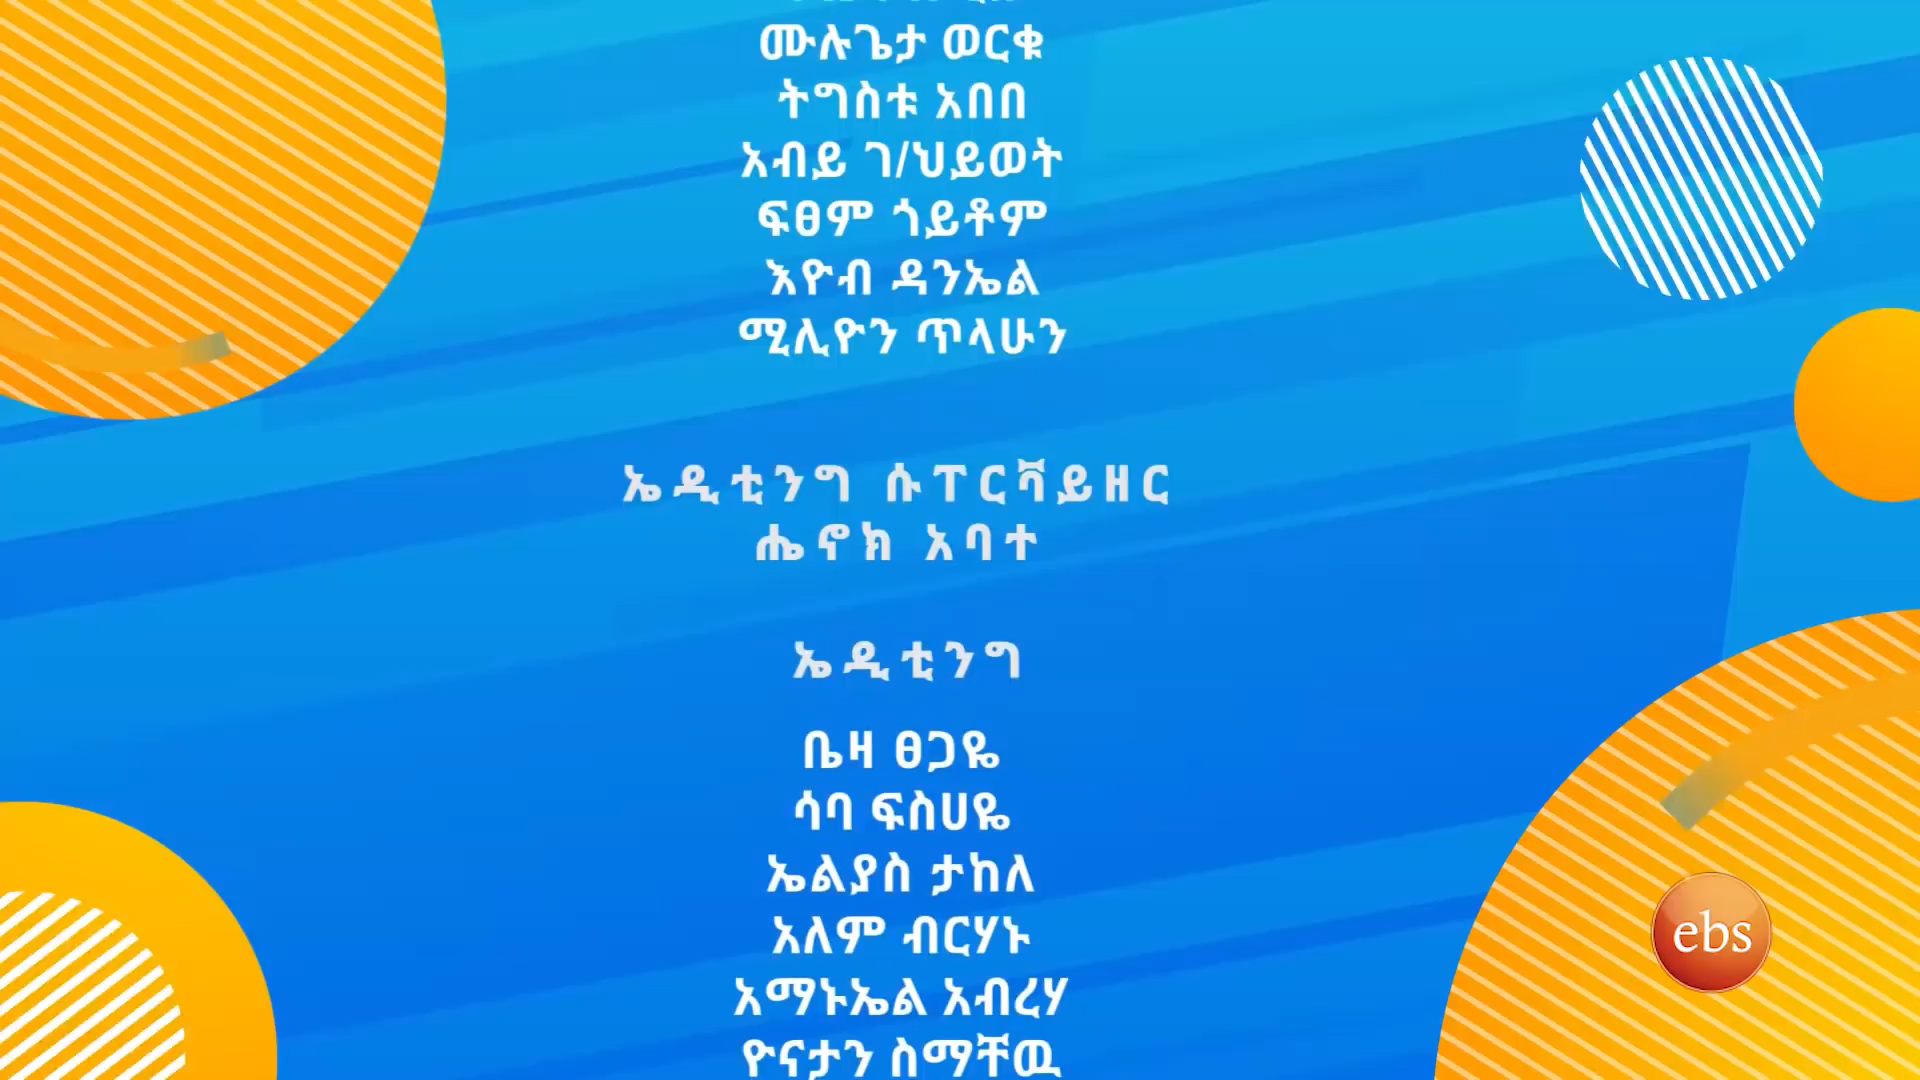 ሙሉጌታ ወርቁ
ትግስቱ አበበ
አብይ ገ/ህይወት
ፍፀም ጎይቶም
እዮብ ዳንኤል
ሚሊዮን ጥላሁን
ኤዲቲንግ ሱፐርቫይዘር
ሔኖክ አባተ
ኤዲቲንግ
ቤዛ ፀጋዬ
ሳባ ፍስሀዬ
ኤልያስ ታከለ
አለም ብርሃኑ
አማኑኤል አብረሃ
ዮናታን ስማቸዉ
ebs